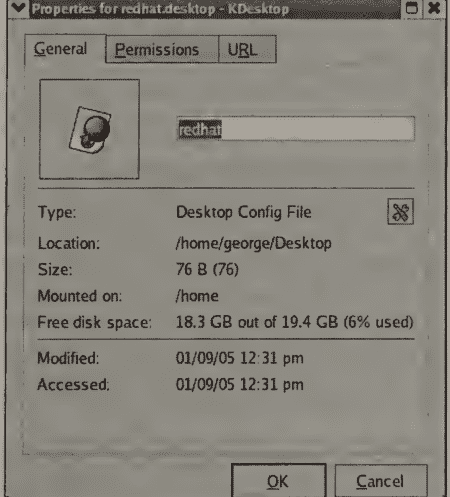 Properties for redhat.desktop - KDesktop
General Permissions URL
redhat
Type: Desktop Config File
Location: /home/george/Desktop
Size: 76 B (76)
Mounted on: /home
Free disk space: 18.3 GB out of 19.4 GB (6% used)
Modified: 01/09/05 12:31 pm
Accessed: 01/09/05 12:31 pm
OK Cancel